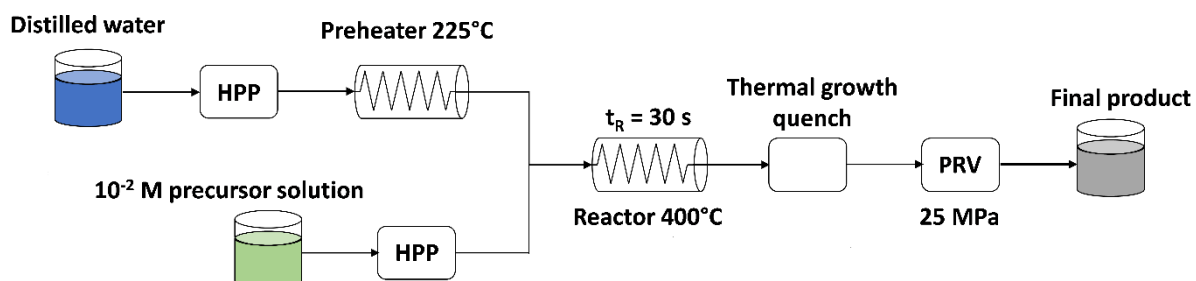 Distilled water
Preheater 225°C
HPP
Thermal growth
quench
Final product
t_R = 30 s
PRV
10⁻² M precursor solution
Reactor 400°C
25 MPa
HPP